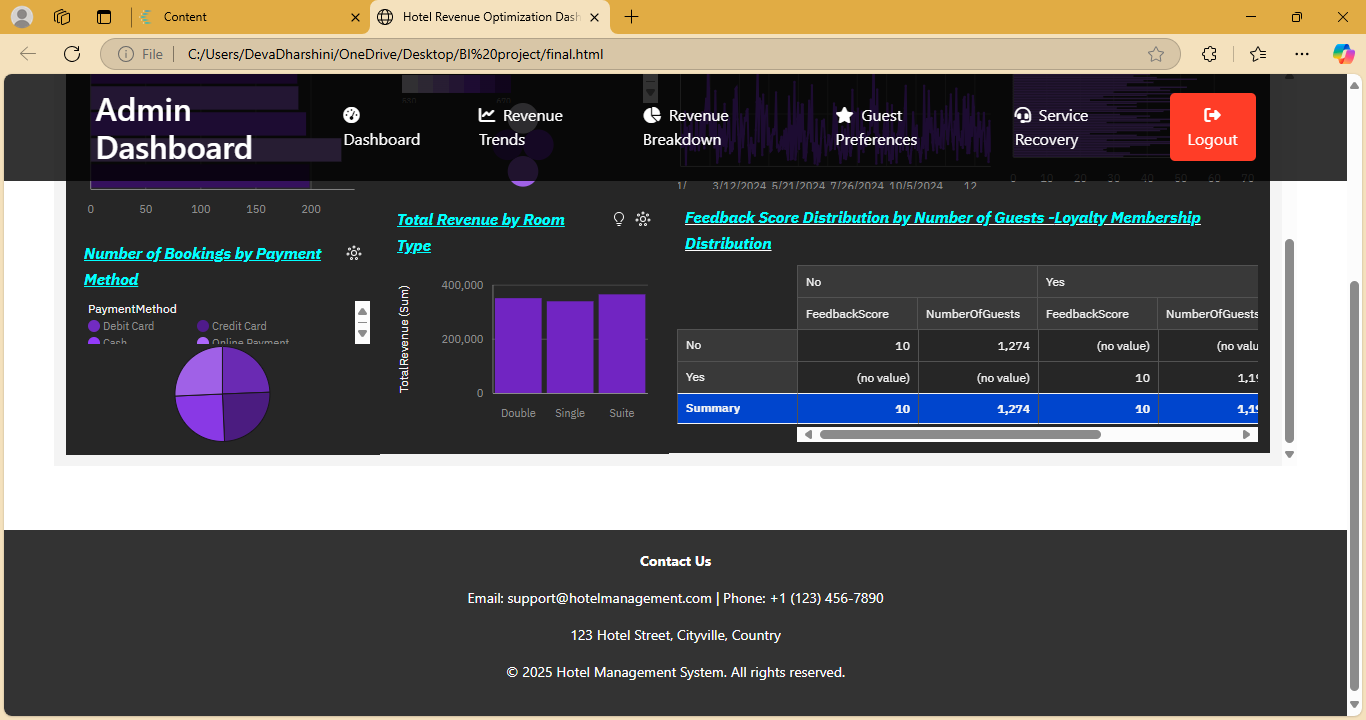 Content
Hotel Revenue Optimization Dash
File
C:/Users/DevaDharshini/OneDrive/Desktop/BI%20project/final.html
Admin
Dashboard
Dashboard
Revenue
Trends
Revenue
Breakdown
Guest
Preferences
Service
Recovery
Logout
0 50 100 150 200
1/ 3/12/2024 5/21/2024 7/26/2024 10/5/2024 12
0 10 20 30 40 50 60 70
Number of Bookings by Payment
Method
PaymentMethod
Debit Card Credit Card
Cash Online Payment
Total Revenue by Room
Type
TotalRevenue (Sum)
400,000
200,000
0
Double Single Suite
Feedback Score Distribution by Number of Guests -Loyalty Membership
Distribution
No Yes
FeedbackScore NumberOfGuests FeedbackScore NumberOfGuests
No 10 1,274 (no value) (no valu
Yes (no value) (no value) 10 1,19
Summary 10 1,274 10 1,19
Contact Us
Email: support@hotelmanagement.com | Phone: +1 (123) 456-7890
123 Hotel Street, Cityville, Country
© 2025 Hotel Management System. All rights reserved.